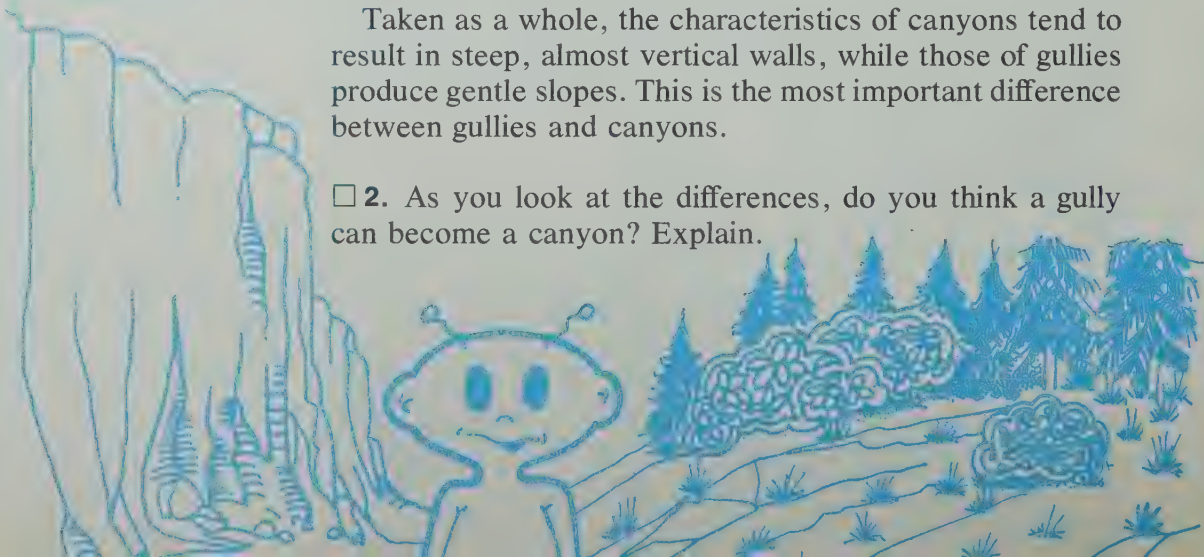 Taken as a whole, the characteristics of canyons tend to
result in steep, almost vertical walls, while those of gullies
produce gentle slopes. This is the most important difference
between gullies and canyons.
☐ 2. As you look at the differences, do you think a gully
can become a canyon? Explain.